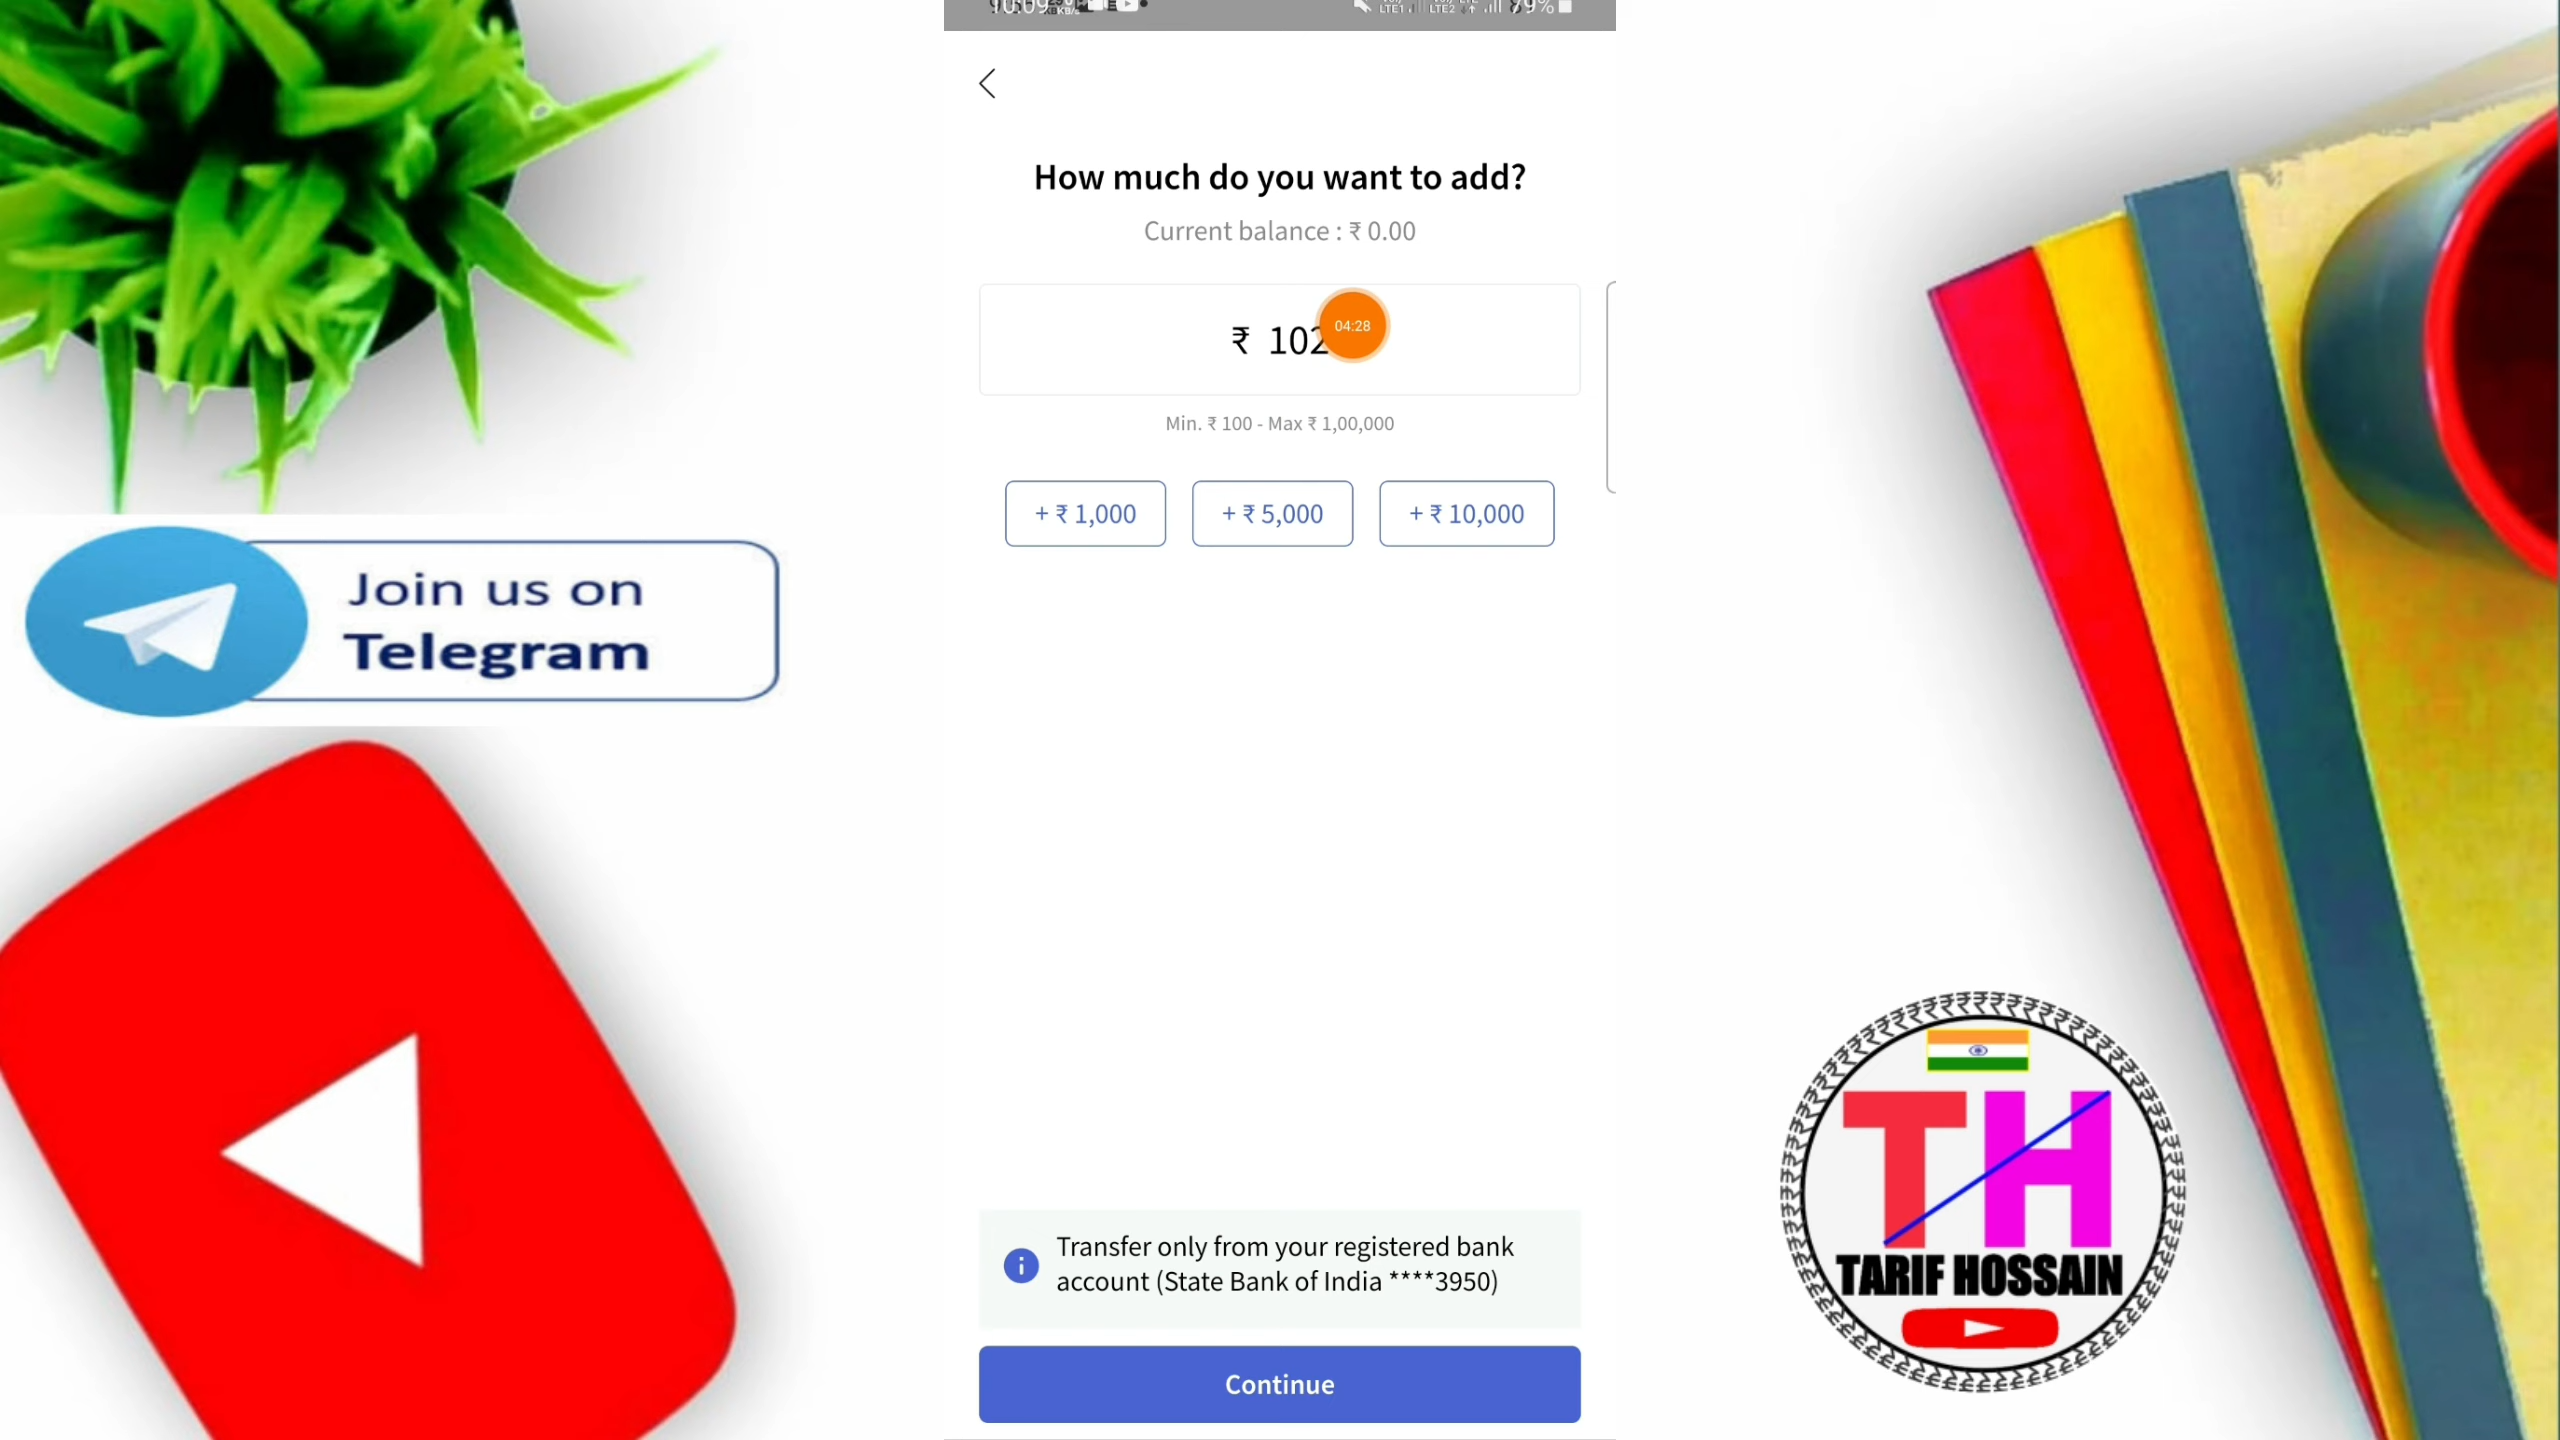 How much do you want to add?
Current balance : ₹ 0.00
₹ 102
04:28
Min. ₹ 100 - Max ₹ 1,00,000
+ ₹ 1,000
+ ₹ 5,000
+ ₹ 10,000
Join us on
Telegram
Transfer only from your registered bank
account (State Bank of India ****3950)
Continue
TH
TARIF HOSSAIN